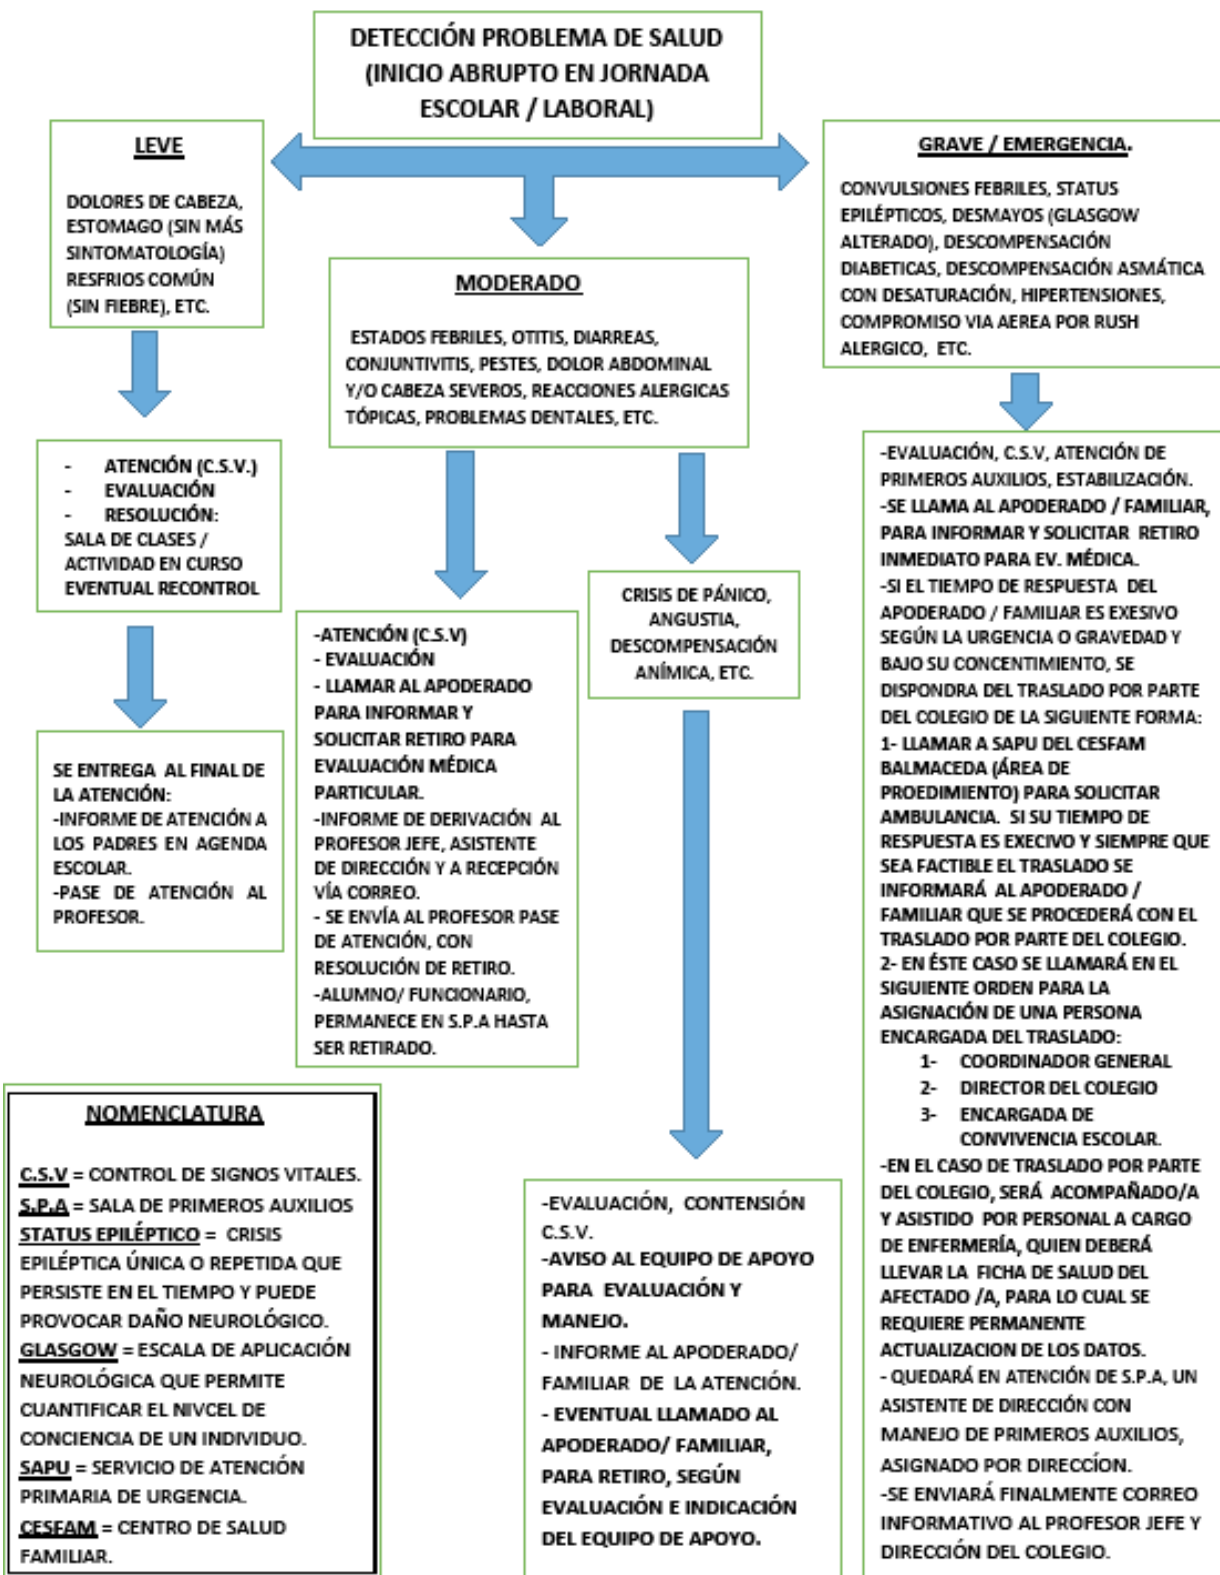 DETECCIÓN PROBLEMA DE SALUD
(INICIO ABRUPTO EN JORNADA
ESCOLAR / LABORAL)
LEVE
DOLORES DE CABEZA,
ESTOMAGO (SIN MÁS
SINTOMATOLOGÍA)
RESFRIOS COMÚN
(SIN FIEBRE), ETC.
- ATENCIÓN (C.S.V.)
- EVALUACIÓN
- RESOLUCIÓN:
SALA DE CLASES /
ACTIVIDAD EN CURSO
EVENTUAL RECONTROL
SE ENTREGA AL FINAL DE
LA ATENCIÓN:
-INFORME DE ATENCIÓN A
LOS PADRES EN AGENDA
ESCOLAR.
-PASE DE ATENCIÓN AL
PROFESOR.
MODERADO
ESTADOS FEBRILES, OTITIS, DIARREAS,
CONJUNTIVITIS, PESTES, DOLOR ABDOMINAL
Y/O CABEZA SEVEROS, REACCIONES ALERGICAS
TÓPICAS, PROBLEMAS DENTALES, ETC.
-ATENCIÓN (C.S.V)
- EVALUACIÓN
- LLAMAR AL APODERADO
PARA INFORMAR Y
SOLICITAR RETIRO PARA
EVALUACIÓN MÉDICA
PARTICULAR.
-INFORME DE DERIVACIÓN AL
PROFESOR JEFE, ASISTENTE
DE DIRECCIÓN Y A RECEPCIÓN
VÍA CORREO.
- SE ENVÍA AL PROFESOR PASE
DE ATENCIÓN, CON
RESOLUCIÓN DE RETIRO.
-ALUMNO/ FUNCIONARIO,
PERMANECE EN S.P.A HASTA
SER RETIRADO.
CRISIS DE PÁNICO,
ANGUSTIA,
DESCOMPENSACIÓN
ANÍMICA, ETC.
-EVALUACIÓN, CONTENSIÓN
C.S.V.
-AVISO AL EQUIPO DE APOYO
PARA EVALUACIÓN Y
MANEJO.
- INFORME AL APODERADO/
FAMILIAR DE LA ATENCIÓN.
- EVENTUAL LLAMADO AL
APODERADO/ FAMILIAR,
PARA RETIRO, SEGÚN
EVALUACIÓN E INDICACIÓN
DEL EQUIPO DE APOYO.
GRAVE / EMERGENCIA.
CONVULSIONES FEBRILES, STATUS
EPILÉPTICOS, DESMAYOS (GLASGOW
ALTERADO), DESCOMPENSACIÓN
DIABETICAS, DESCOMPENSACIÓN ASMÁTICA
CON DESATURACIÓN, HIPERTENSIONES,
COMPROMISO VIA AEREA POR RUSH
ALERGICO, ETC.
-EVALUACIÓN, C.S.V, ATENCIÓN DE
PRIMEROS AUXILIOS, ESTABILIZACIÓN.
-SE LLAMA AL APODERADO / FAMILIAR,
PARA INFORMAR Y SOLICITAR RETIRO
INMEDIATO PARA EV. MÉDICA.
-SI EL TIEMPO DE RESPUESTA DEL
APODERADO / FAMILIAR ES EXESIVO
SEGÚN LA URGENCIA O GRAVEDAD Y
BAJO SU CONCENTIMIENTO, SE
DISPONDRA DEL TRASLADO POR PARTE
DEL COLEGIO DE LA SIGUIENTE FORMA:
1- LLAMAR A SAPU DEL CESFAM
BALMACEDA (ÁREA DE
PROEDIMIENTO) PARA SOLICITAR
AMBULANCIA. SI SU TIEMPO DE
RESPUESTA ES EXECIVO Y SIEMPRE QUE
SEA FACTIBLE EL TRASLADO SE
INFORMARÁ AL APODERADO /
FAMILIAR QUE SE PROCEDERÁ CON EL
TRASLADO POR PARTE DEL COLEGIO.
2- EN ÉSTE CASO SE LLAMARÁ EN EL
SIGUIENTE ORDEN PARA LA
ASIGNACIÓN DE UNA PERSONA
ENCARGADA DEL TRASLADO:
1- COORDINADOR GENERAL
2- DIRECTOR DEL COLEGIO
3- ENCARGADA DE
CONVIVENCIA ESCOLAR.
-EN EL CASO DE TRASLADO POR PARTE
DEL COLEGIO, SERÁ ACOMPAÑADO/A
Y ASISTIDO POR PERSONAL A CARGO
DE ENFERMERÍA, QUIEN DEBERÁ
LLEVAR LA FICHA DE SALUD DEL
AFECTADO /A, PARA LO CUAL SE
REQUIERE PERMANENTE
ACTUALIZACION DE LOS DATOS.
- QUEDARÁ EN ATENCIÓN DE S.P.A, UN
ASISTENTE DE DIRECCIÓN CON
MANEJO DE PRIMEROS AUXILIOS,
ASIGNADO POR DIRECCÍON.
-SE ENVIARÁ FINALMENTE CORREO
INFORMATIVO AL PROFESOR JEFE Y
DIRECCIÓN DEL COLEGIO.
NOMENCLATURA
C.S.V = CONTROL DE SIGNOS VITALES.
S.P.A = SALA DE PRIMEROS AUXILIOS
STATUS EPILÉPTICO = CRISIS
EPILÉPTICA ÚNICA O REPETIDA QUE
PERSISTE EN EL TIEMPO Y PUEDE
PROVOCAR DAÑO NEUROLÓGICO.
GLASGOW = ESCALA DE APLICACIÓN
NEUROLÓGICA QUE PERMITE
CUANTIFICAR EL NIVCEL DE
CONCIENCIA DE UN INDIVIDUO.
SAPU = SERVICIO DE ATENCIÓN
PRIMARIA DE URGENCIA.
CESFAM = CENTRO DE SALUD
FAMILIAR.